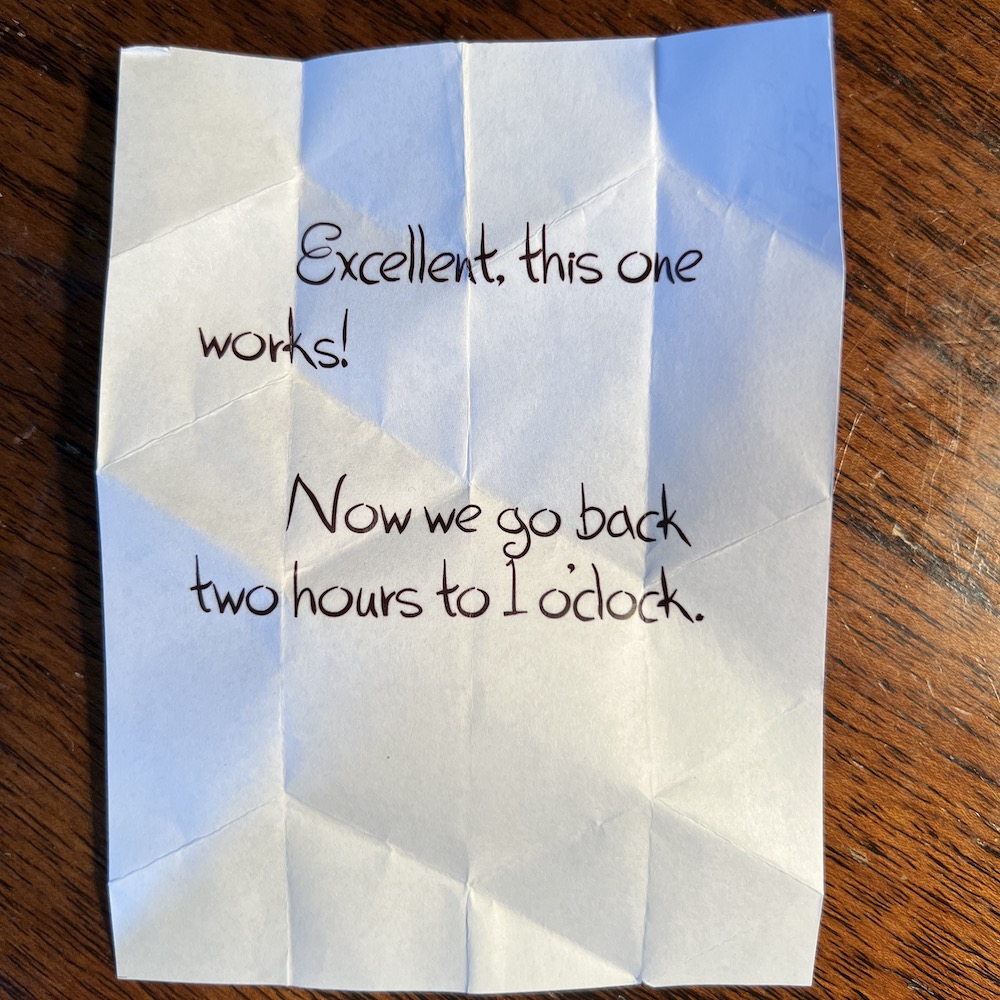 Excellent, this one
works!
Now we go back
two hours to 1 o'clock.